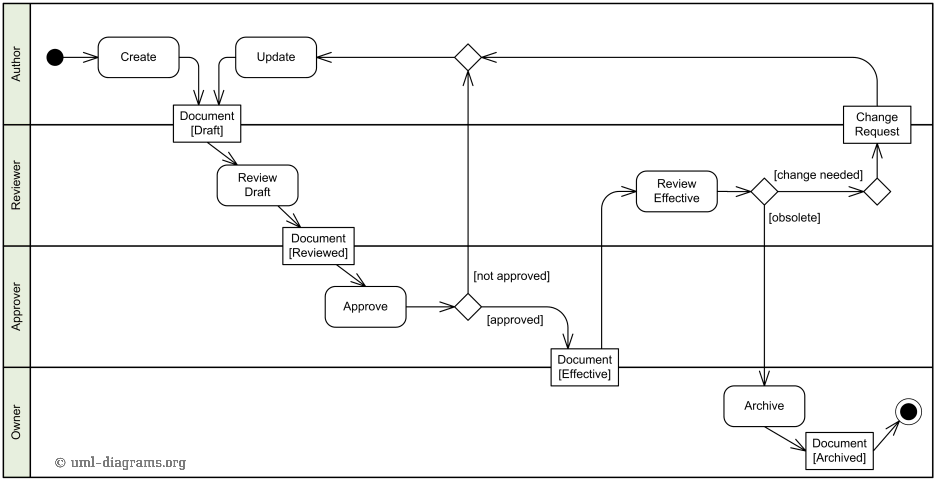 Author
Create
Update
Document
[Draft]
Change
Request
Reviewer
Review
Draft
Review
Effective
[change needed]
[obsolete]
Document
[Reviewed]
Approver
Approve
[not approved]
[approved]
Document
[Effective]
Owner
Archive
Document
[Archived]
© uml-diagrams.org